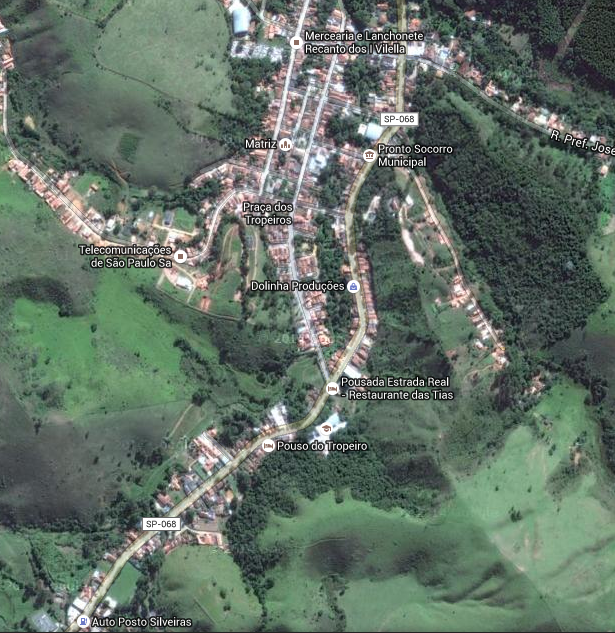 Mercearia e Lanchonete
Recanto dos I Vilella
SP-068
R. Pref. José
Matriz
Pronto Socorro
Municipal
Praça dos
Tropeiros
Telecomunicações
de São Paulo Sa
Dolinha Produções
Pousada Estrada Real
- Restaurante das Tias
Pouso do Tropeiro
SP-068
Auto Posto Silveiras